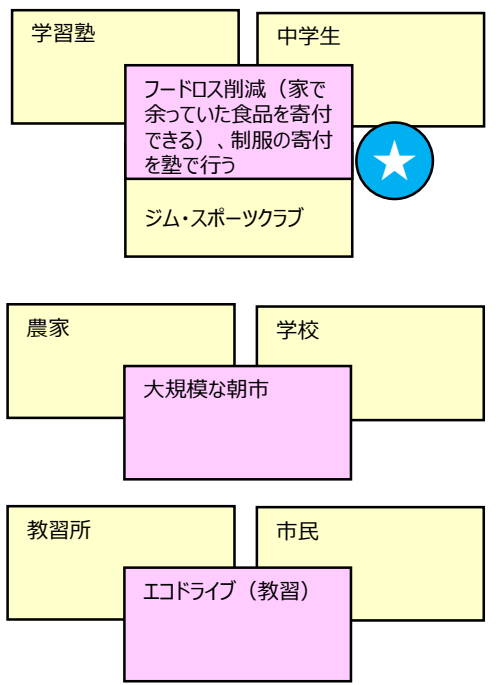 学習塾
中学生
フードロス削減（家で
余っていた食品を寄付
できる）、制服の寄付
を塾で行う
ジム・スポーツクラブ
農家
学校
大規模な朝市
教習所
市民
エコドライブ（教習）